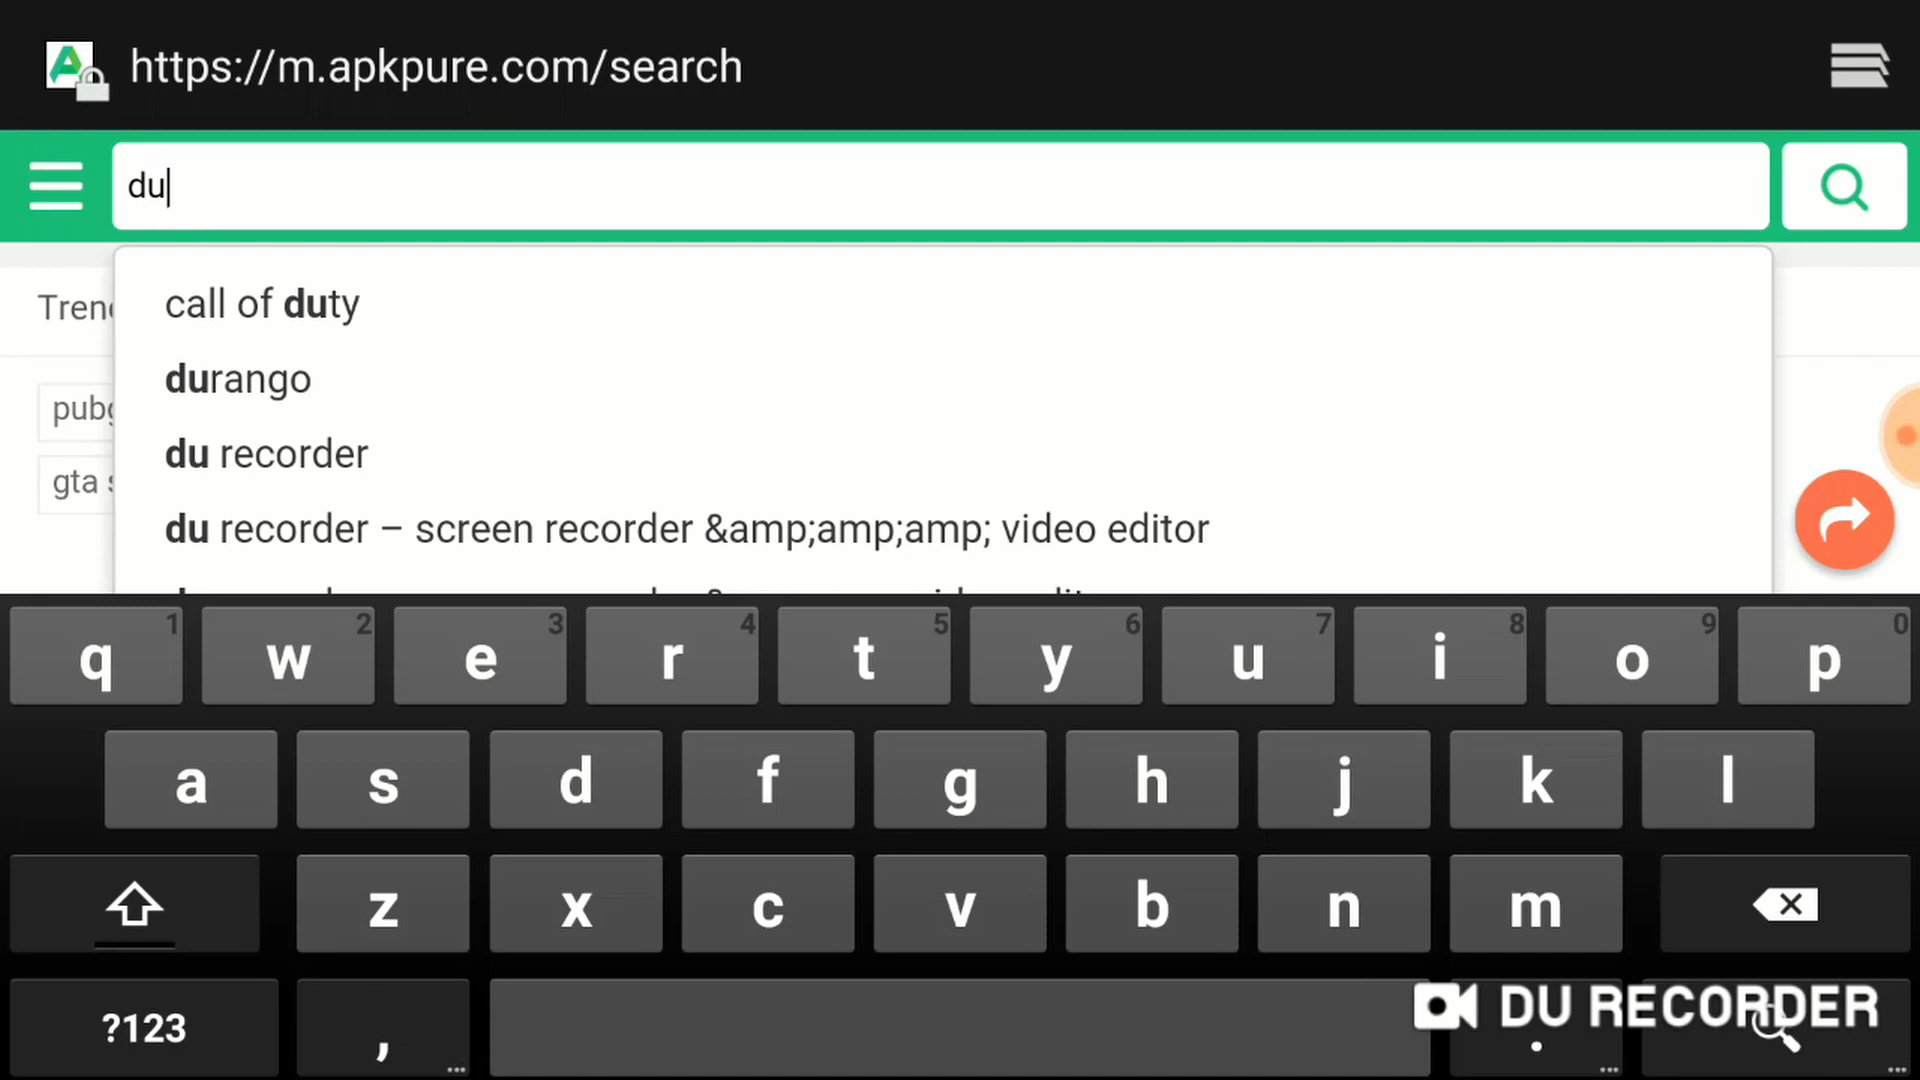 https://m.apkpure.com/search
du
call of duty
Tren
durango
pubg
du recorder
gta s
du recorder – screen recorder &amp;amp;amp; video editor
q 1 w 2 e 3 r 4 t 5 y 6 u 7 i 8 o 9 p 0
a s d f g h j k l
z x c v b n m
?123 , . 
DU RECORDER